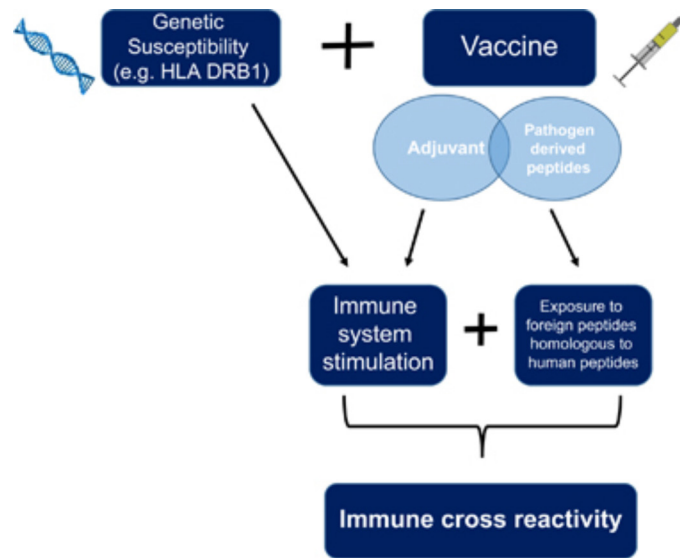 Genetic
Susceptibility
(e.g. HLA DRB1)
+
Vaccine
Adjuvant
Pathogen
derived
peptides
Immune
system
stimulation
+
Exposure to
foreign peptides
homologous to
human peptides
Immune cross reactivity